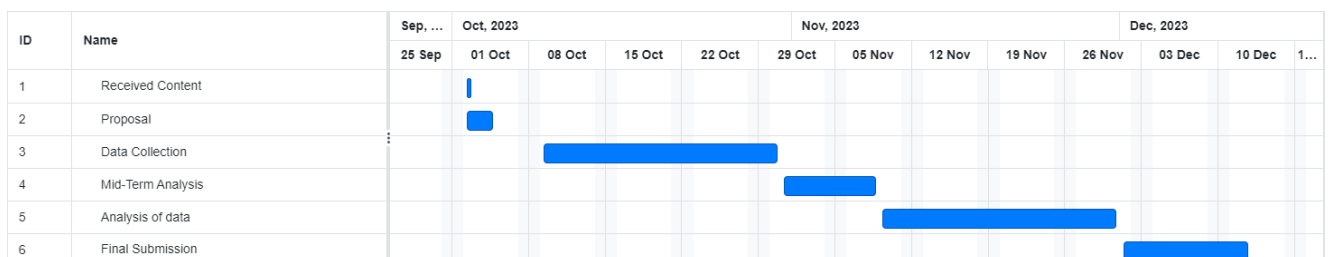 ID Name Sep, ... Oct, 2023 Nov, 2023 Dec, 2023
25 Sep 01 Oct 08 Oct 15 Oct 22 Oct 29 Oct 05 Nov 12 Nov 19 Nov 26 Nov 03 Dec 10 Dec 1...
1 Received Content
2 Proposal
3 Data Collection
4 Mid-Term Analysis
5 Analysis of data
6 Final Submission